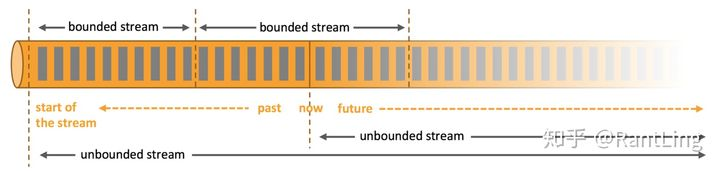 bounded stream
bounded stream
start of
the stream
past now future
unbounded stream
unbounded stream
知乎 @RantLing